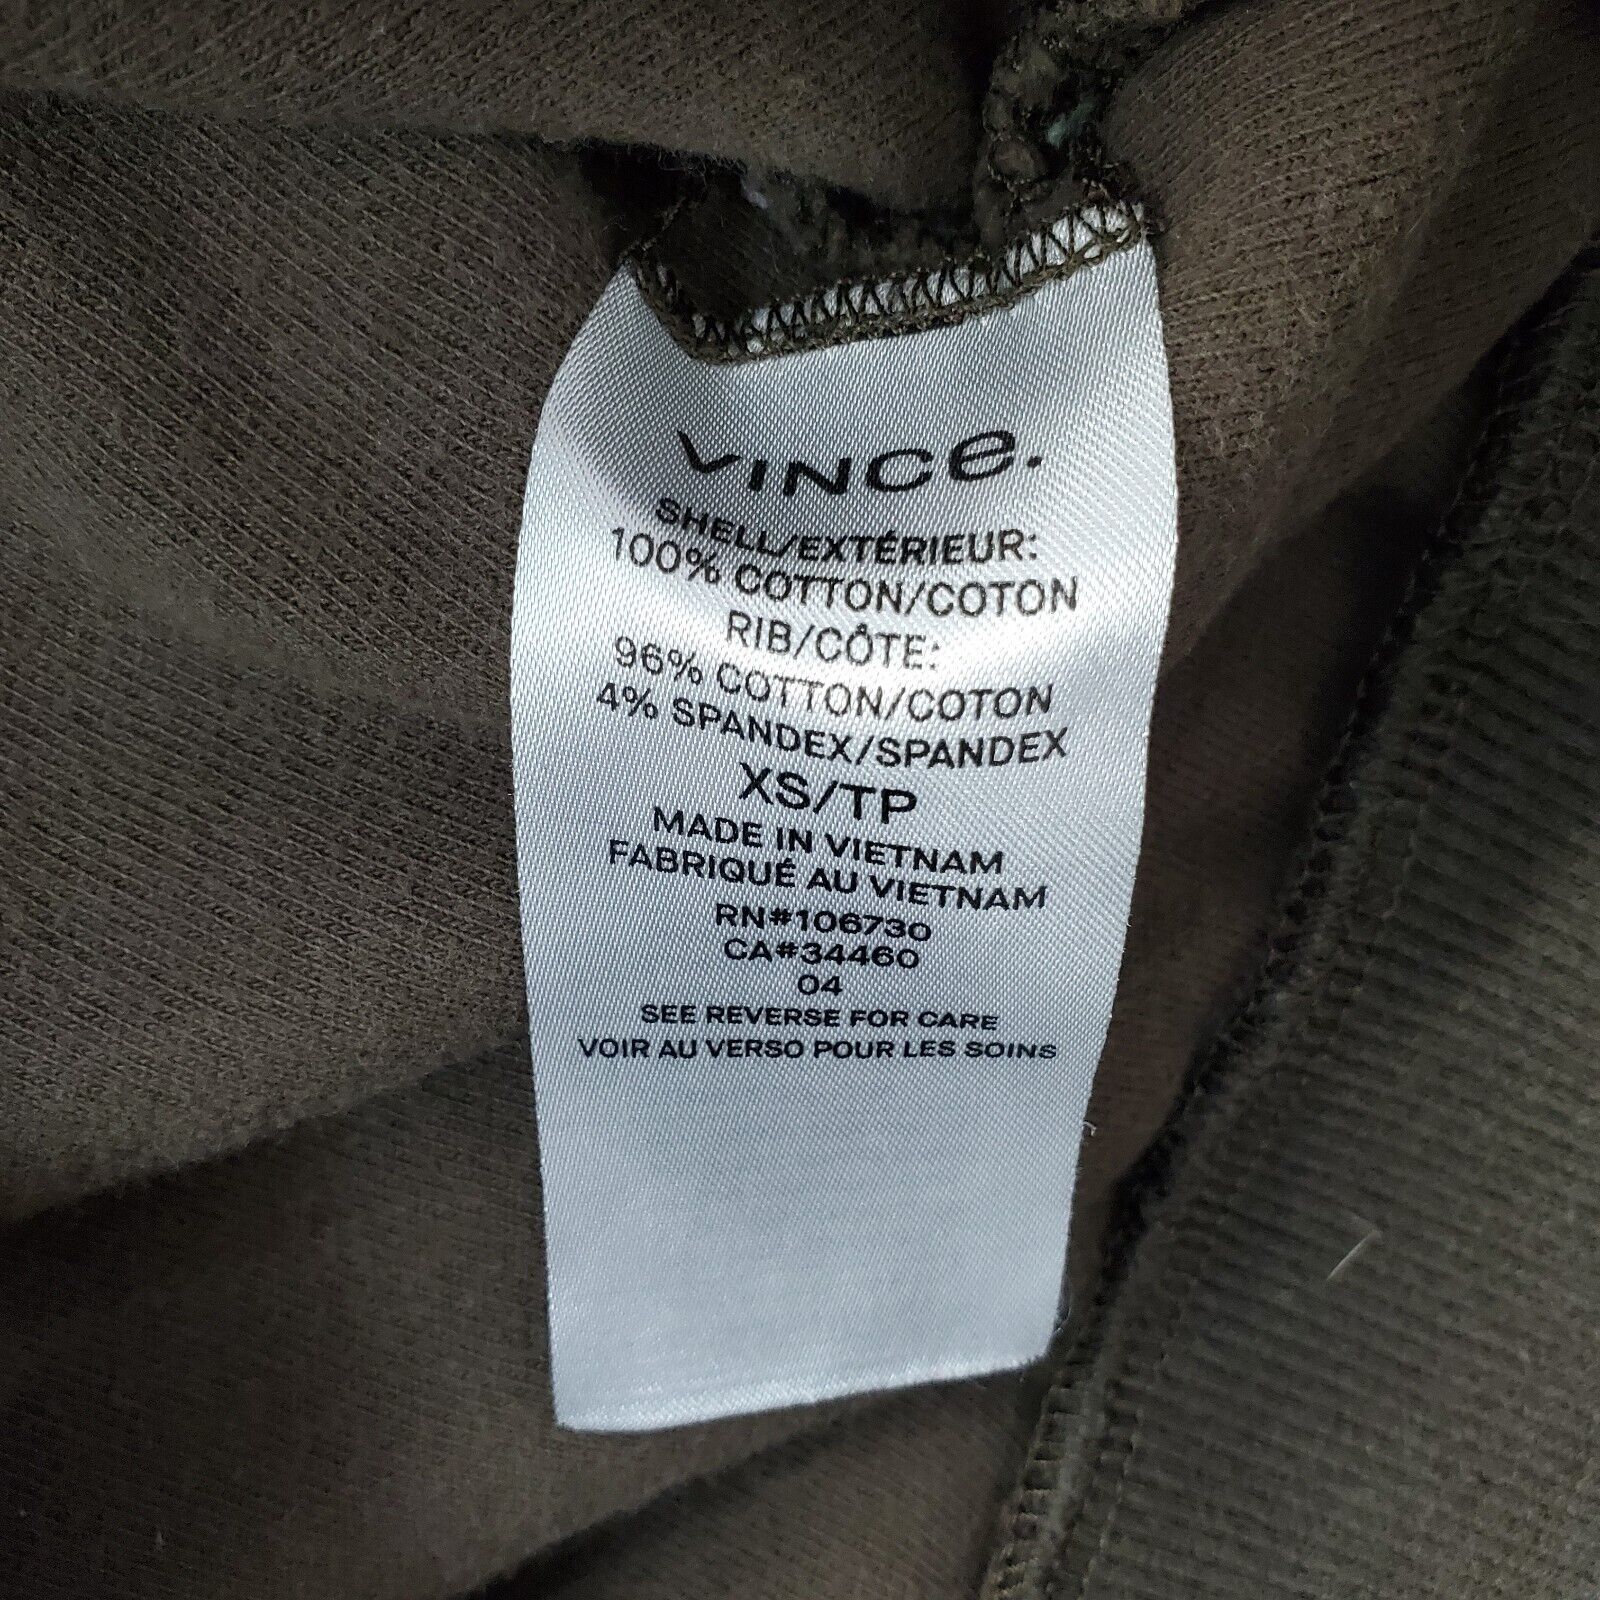 VINCe.
SHELL/EXTÉRIEUR:
100% COTTON/COTON
RIB/CÔTE:
96% COTTON/COTON
4% SPANDEX/SPANDEX
XS/TP
MADE IN VIETNAM
FABRIQUÉ AU VIETNAM
RN#106730
CA#34460
04
SEE REVERSE FOR CARE
VOIR AU VERSO POUR LES SOINS